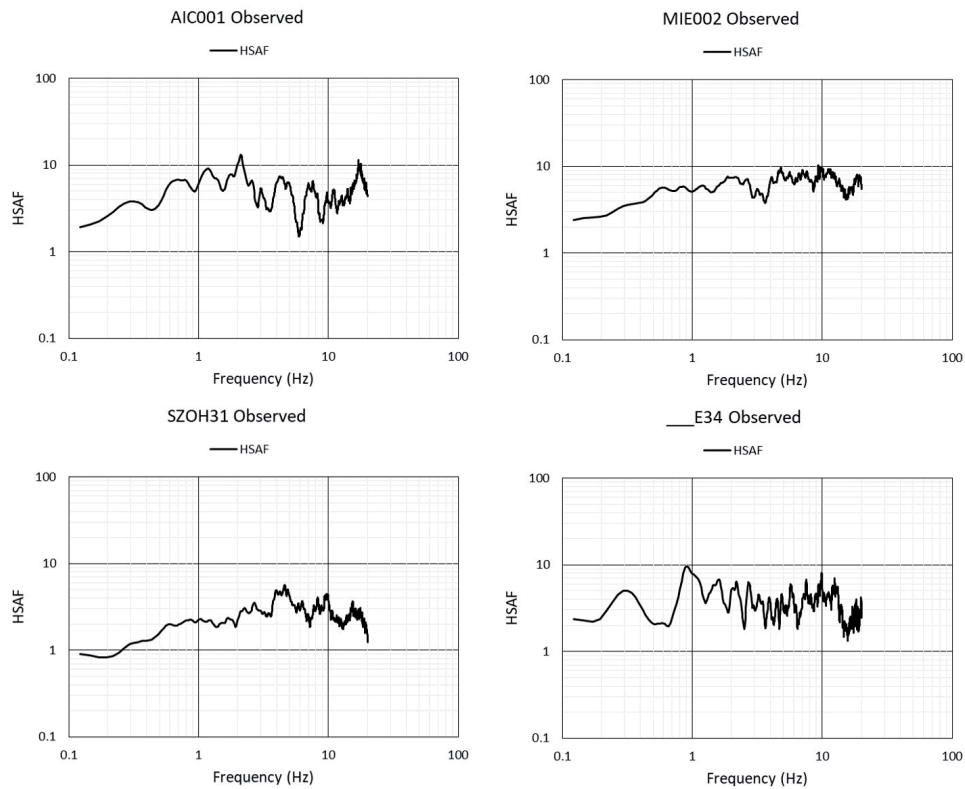 AIC001 Observed
HSAF
100
10
1
0.1
HSAF
0.1 1 10 100
Frequency (Hz)
MIE002 Observed
HSAF
100
10
1
0.1
HSAF
0.1 1 10 100
Frequency (Hz)
SZOH31 Observed
HSAF
100
10
1
0.1
HSAF
0.1 1 10 100
Frequency (Hz)
___E34 Observed
HSAF
100
10
1
0.1
HSAF
0.1 1 10 100
Frequency (Hz)